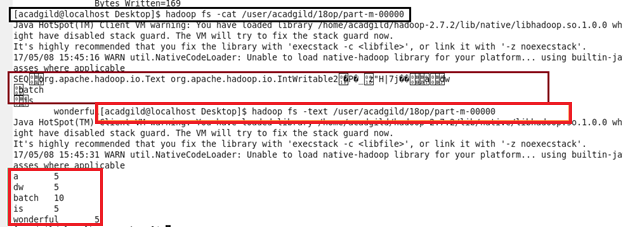 Bytes Written=169
[acadgild@localhost Desktop]$ hadoop fs -cat /user/acadgild/18op/part-m-00000
Java HotSpot(TM) Client VM warning: You have loaded library /home/acadgild/hadoop-2.7.2/lib/native/libhadoop.so.1.0.0 wh
ight have disabled stack guard. The VM will try to fix the stack guard now.
It's highly recommended that you fix the library with 'execstack -c <libfile>', or link it with '-z noexecstack'.
17/05/08 15:45:16 WARN util.NativeCodeLoader: Unable to load native-hadoop library for your platform... using builtin-ja
asses where applicable
SEQ org.apache.hadoop.io.Text org.apache.hadoop.io.IntWritable2 P _ z"H|7j a dw
batch
is
wonderful[acadgild@localhost Desktop]$ hadoop fs -text /user/acadgild/18op/part-m-00000
Java HotSpot(TM) Client VM warning: You have loaded library /home/acadgild/hadoop-2.7.2/lib/native/libhadoop.so.1.0.0 wh
ight have disabled stack guard. The VM will try to fix the stack guard now.
It's highly recommended that you fix the library with 'execstack -c <libfile>', or link it with '-z noexecstack'.
17/05/08 15:45:31 WARN util.NativeCodeLoader: Unable to load native-hadoop library for your platform... using builtin-ja
asses where applicable
a 5
dw 5
batch 10
is 5
wonderful 5